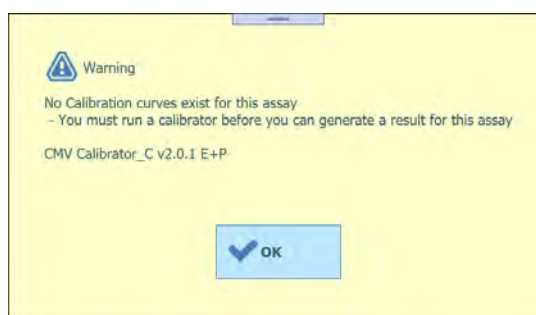 Warning
No Calibration curves exist for this assay
- You must run a calibrator before you can generate a result for this assay
CMV Calibrator_C v2.0.1 E+P
OK